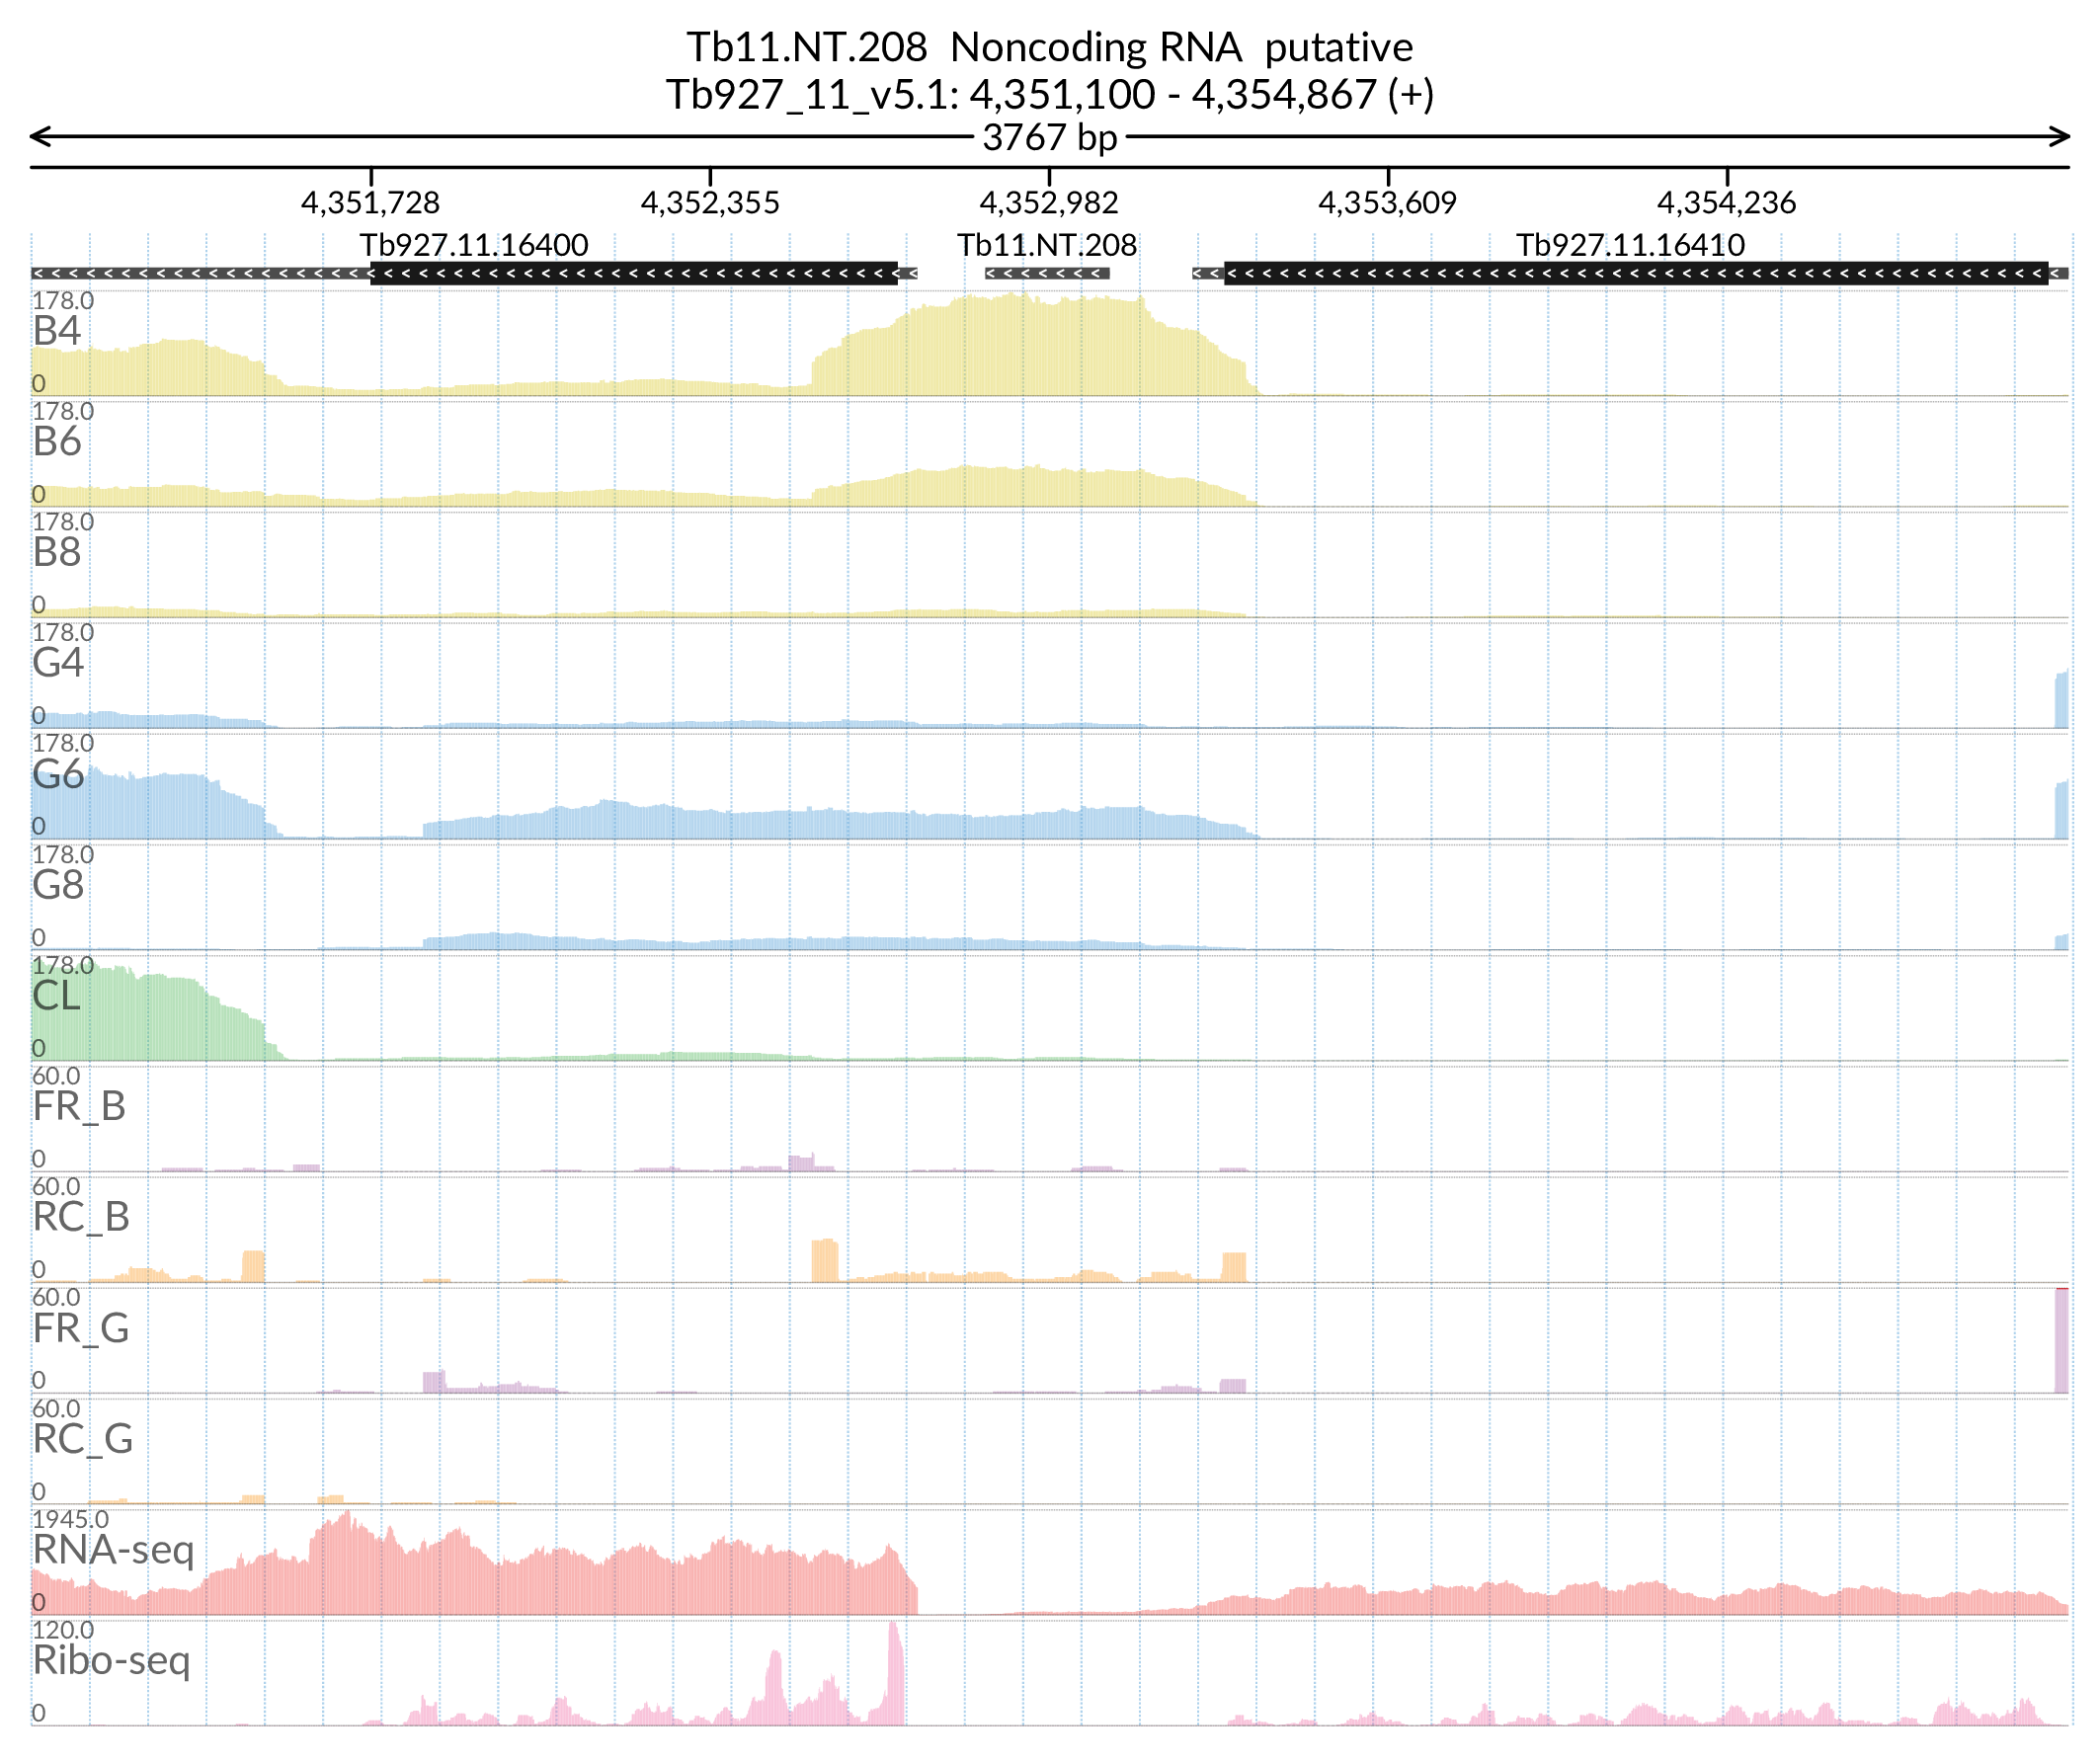 Tb11.NT.208  Noncoding RNA  putative
Tb927_11_v5.1: 4,351,100 - 4,354,867 (+)
3767 bp
4,351,728 4,352,355 4,352,982 4,353,609 4,354,236
Tb927.11.16400 Tb11.NT.208 Tb927.11.16410
178.0
B4
0
178.0
B6
0
178.0
B8
0
178.0
G4
0
178.0
G6
0
178.0
G8
0
178.0
CL
0
60.0
FR_B
0
60.0
RC_B
0
60.0
FR_G
0
60.0
RC_G
0
1945.0
RNA-seq
0
120.0
Ribo-seq
0